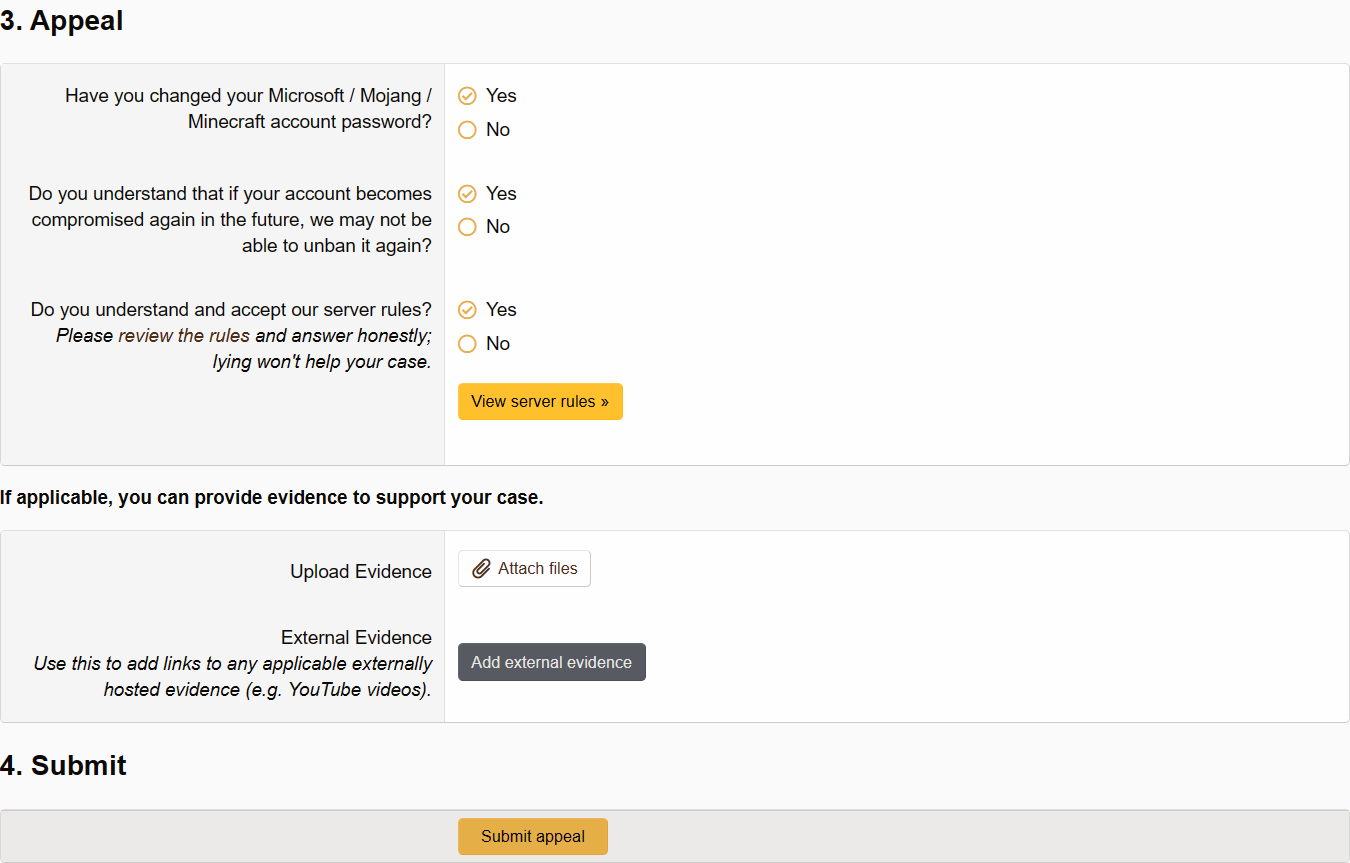 3. Appeal
Have you changed your Microsoft / Mojang /
Minecraft account password?
Yes
No
Do you understand that if your account becomes
compromised again in the future, we may not be
able to unban it again?
Yes
No
Do you understand and accept our server rules?
Please review the rules and answer honestly;
lying won't help your case.
Yes
No
View server rules »
If applicable, you can provide evidence to support your case.
Upload Evidence
Attach files
External Evidence
Use this to add links to any applicable externally
hosted evidence (e.g. YouTube videos).
Add external evidence
4. Submit
Submit appeal